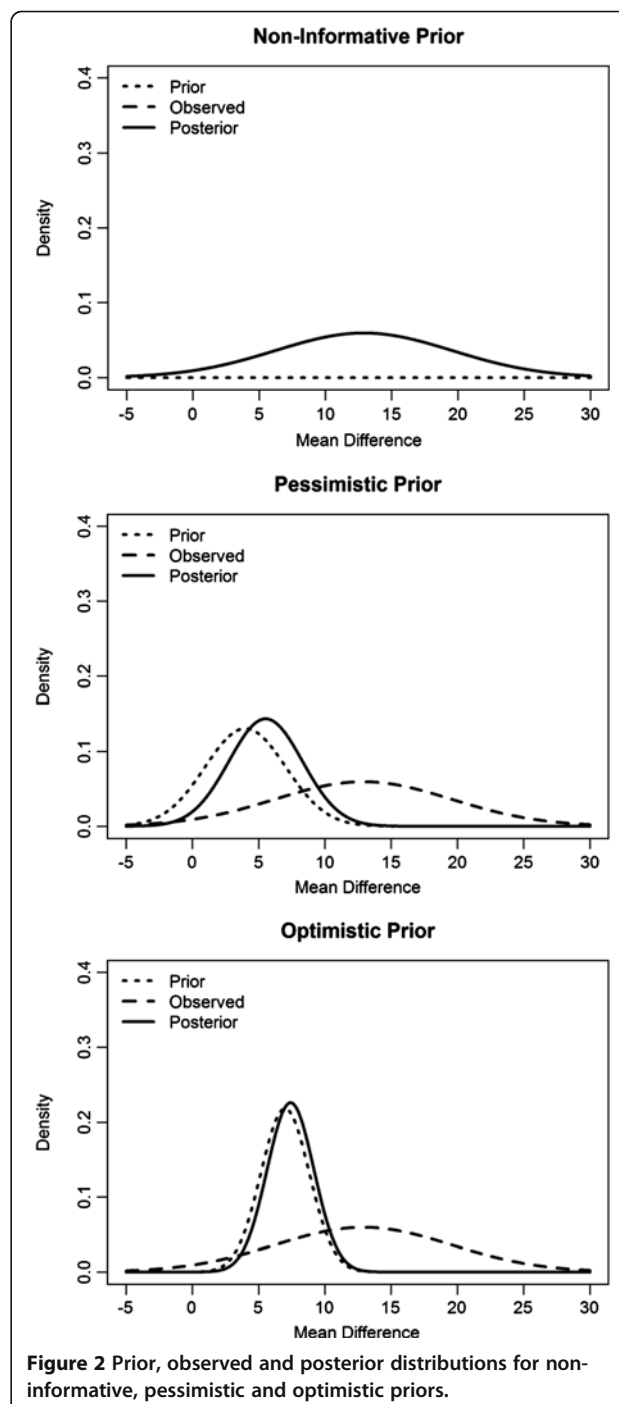 Non-Informative Prior
Prior
Observed
Posterior
Density
0.4
0.3
0.2
0.1
0.0
-5 0 5 10 15 20 25 30
Mean Difference
Pessimistic Prior
Prior
Observed
Posterior
Density
0.4
0.3
0.2
0.1
0.0
-5 0 5 10 15 20 25 30
Mean Difference
Optimistic Prior
Prior
Observed
Posterior
Density
0.4
0.3
0.2
0.1
0.0
-5 0 5 10 15 20 25 30
Mean Difference
Figure 2 Prior, observed and posterior distributions for non-
informative, pessimistic and optimistic priors.